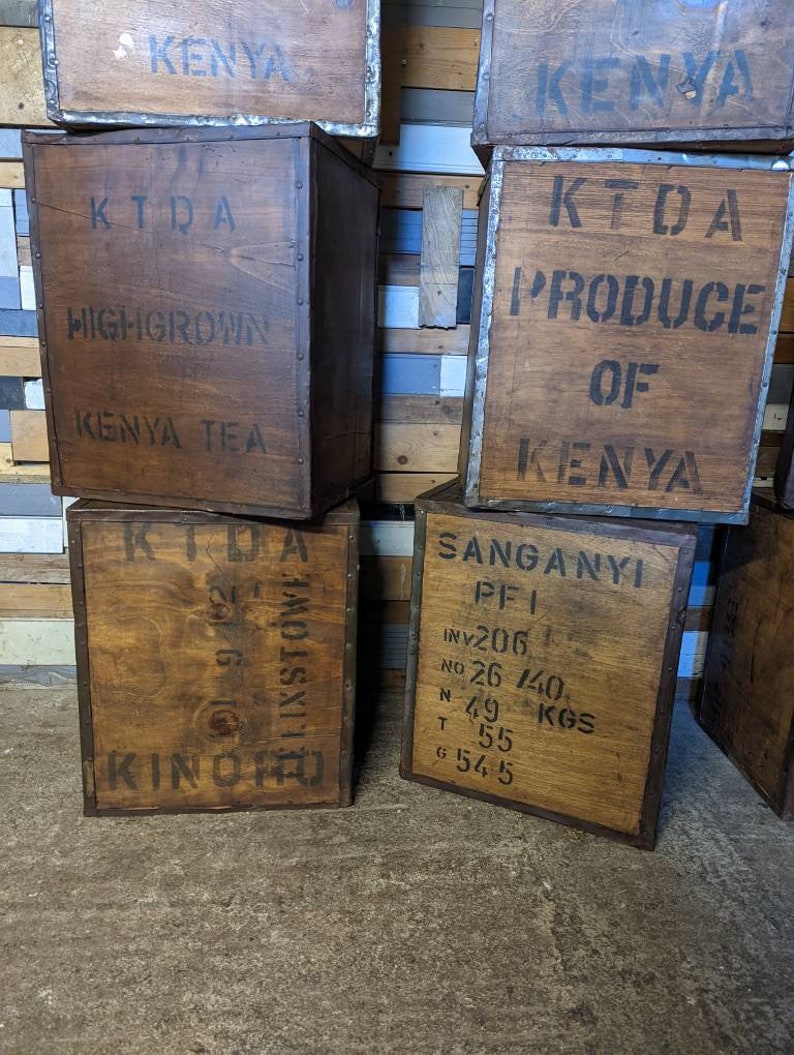 KENYA
KENYA
KTDA
HIGHGROWN
KENYA TEA
KTDA
PRODUCE
OF
KENYA
KTDA
FELIXSTOWE
SANGANYI
PF1
INV 206
NO 26 /40
N 49 KGS
T 55
G 545